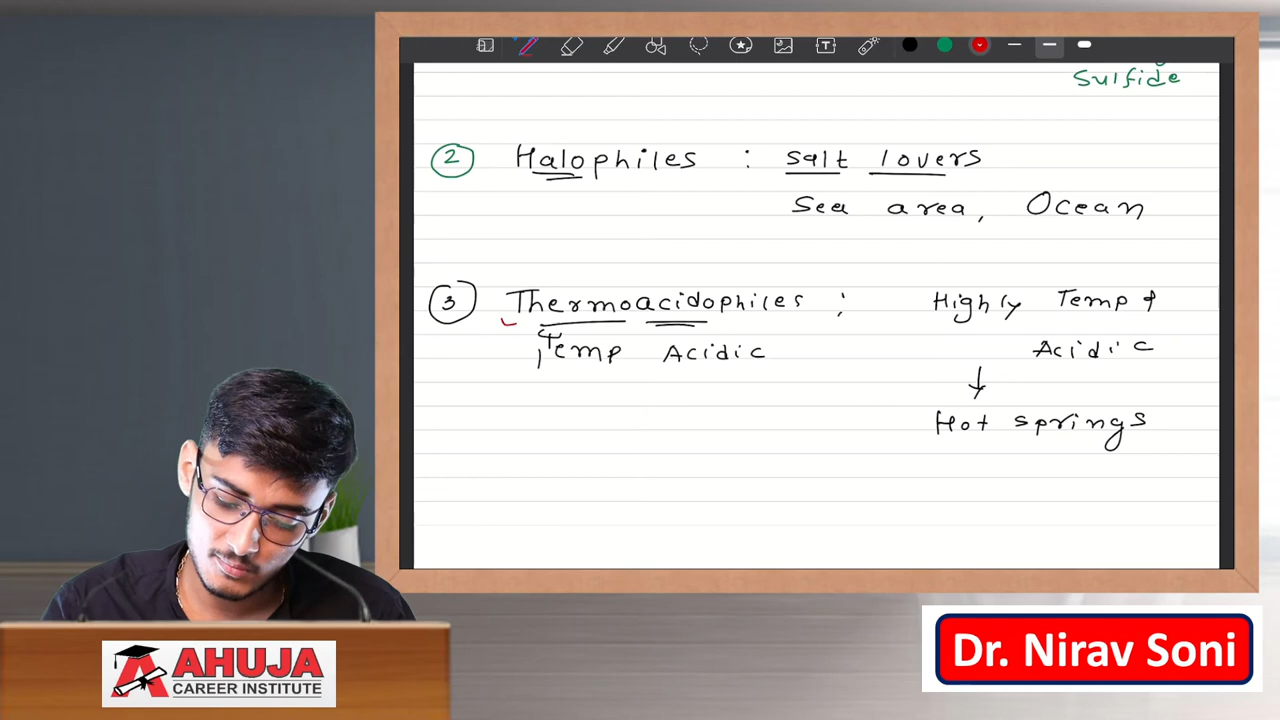 Sulfide
2 Halophiles : salt lovers
Sea area, Ocean
3 Thermoacidophiles : Highly Temp &
Temp Acidic Acidic
↓
Hot springs
AHUJA
CAREER INSTITUTE
Dr. Nirav Soni